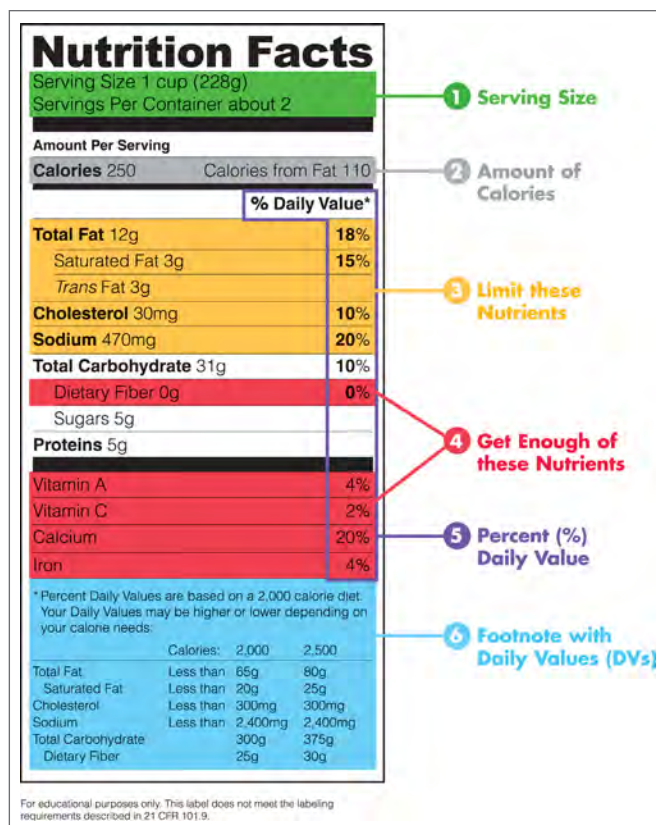 Nutrition Facts
Serving Size 1 cup (228g)
Servings Per Container about 2
1 Serving Size
Amount Per Serving
Calories 250 Calories from Fat 110
2 Amount of
Calories
% Daily Value*
Total Fat 12g 18%
Saturated Fat 3g 15%
Trans Fat 3g
3 Limit these
Nutrients
Cholesterol 30mg 10%
Sodium 470mg 20%
Total Carbohydrate 31g 10%
Dietary Fiber 0g 0%
Sugars 5g
Proteins 5g
4 Get Enough of
these Nutrients
Vitamin A 4%
Vitamin C 2%
Calcium 20%
Iron 4%
5 Percent (%)
Daily Value
*Percent Daily Values are based on a 2,000 calorie diet.
Your Daily Values may be higher or lower depending on
your calorie needs:
6 Footnote with
Daily Values (DVs)
Calories: 2,000 2,500
Total Fat Less than 65g 80g
Saturated Fat Less than 20g 25g
Cholesterol Less than 300mg 300mg
Sodium Less than 2,400mg 2,400mg
Total Carbohydrate 300g 375g
Dietary Fiber 25g 30g
For educational purposes only. This label does not meet the labeling
requirements described in 21 CFR 101.9.